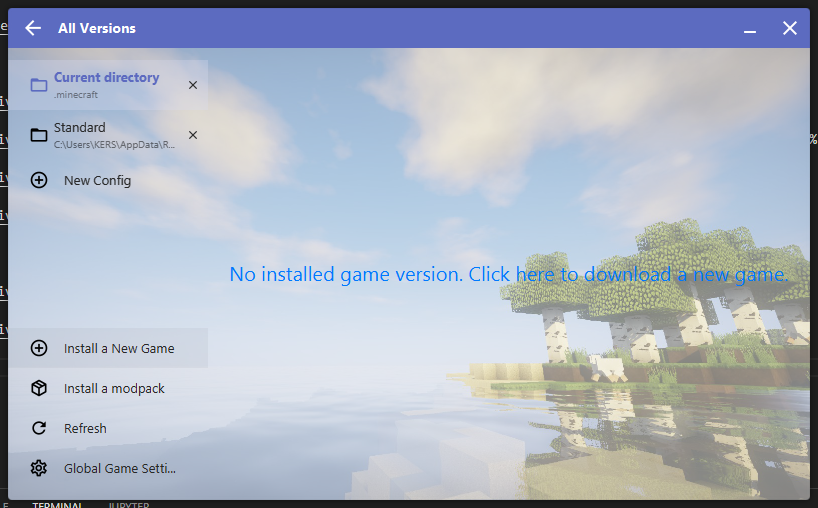 All Versions
Current directory
.minecraft
Standard
C:\Users\KERS\AppData\R...
New Config
No installed game version. Click here to download a new game.
Install a New Game
Install a modpack
Refresh
Global Game Setti...
TERMINAL
JUPYTER